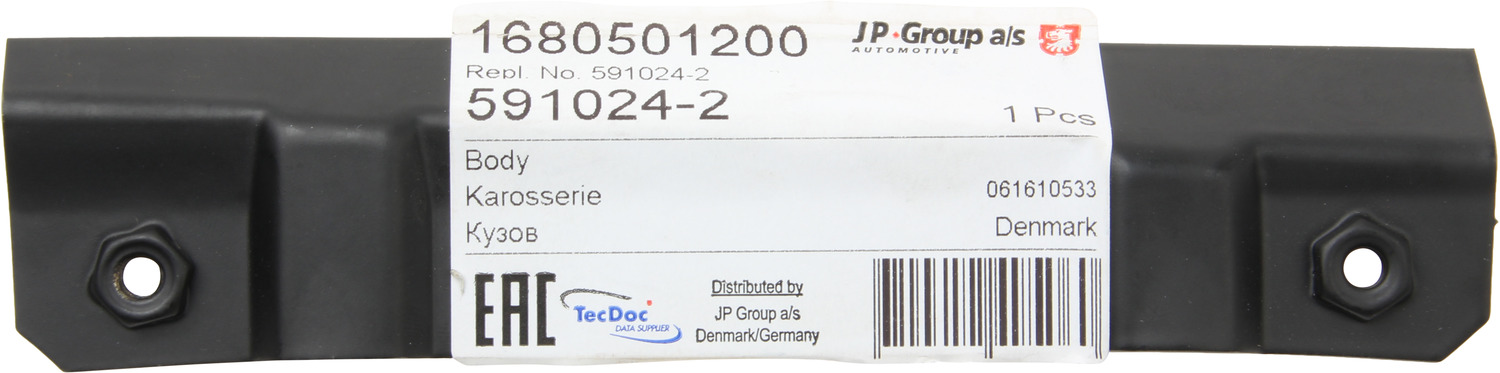 1680501200
JP Group a/s
AUTOMOTIVE
Repl. No. 591024-2
591024-2
1 Pcs
Body
Karosserie
061610533
Кузов
Denmark
EAC
TecDoc
DATA SUPPLIER
Distributed by
JP Group a/s
Denmark/Germany